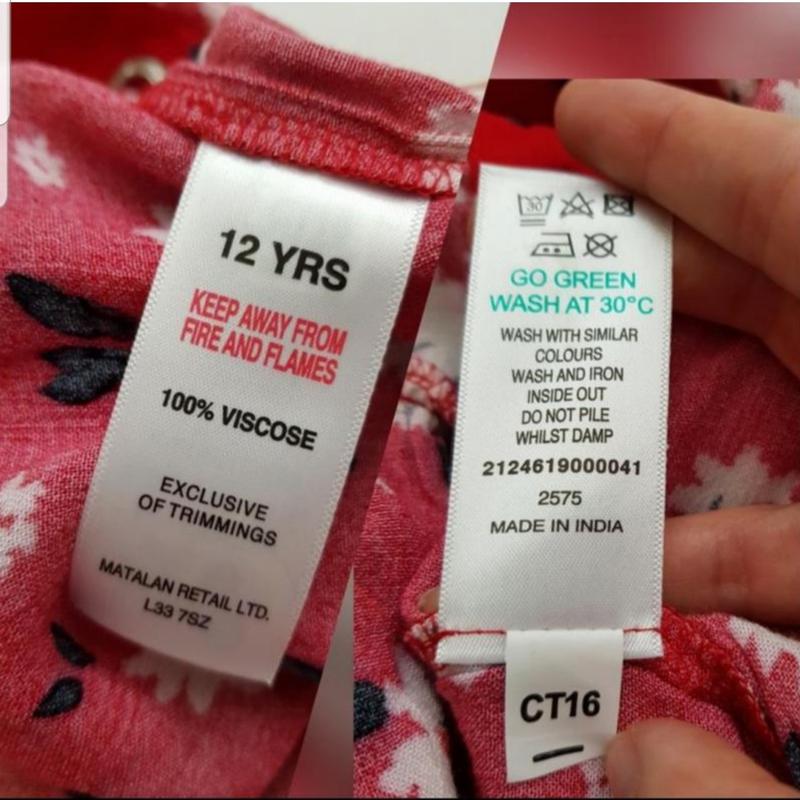 12 YRS
KEEP AWAY FROM
FIRE AND FLAMES
100% VISCOSE
EXCLUSIVE
OF TRIMMINGS
MATALAN RETAIL LTD.
L33 7SZ
30
GO GREEN
WASH AT 30°C
WASH WITH SIMILAR
COLOURS
WASH AND IRON
INSIDE OUT
DO NOT PILE
WHILST DAMP
2124619000041
2575
MADE IN INDIA
CT16